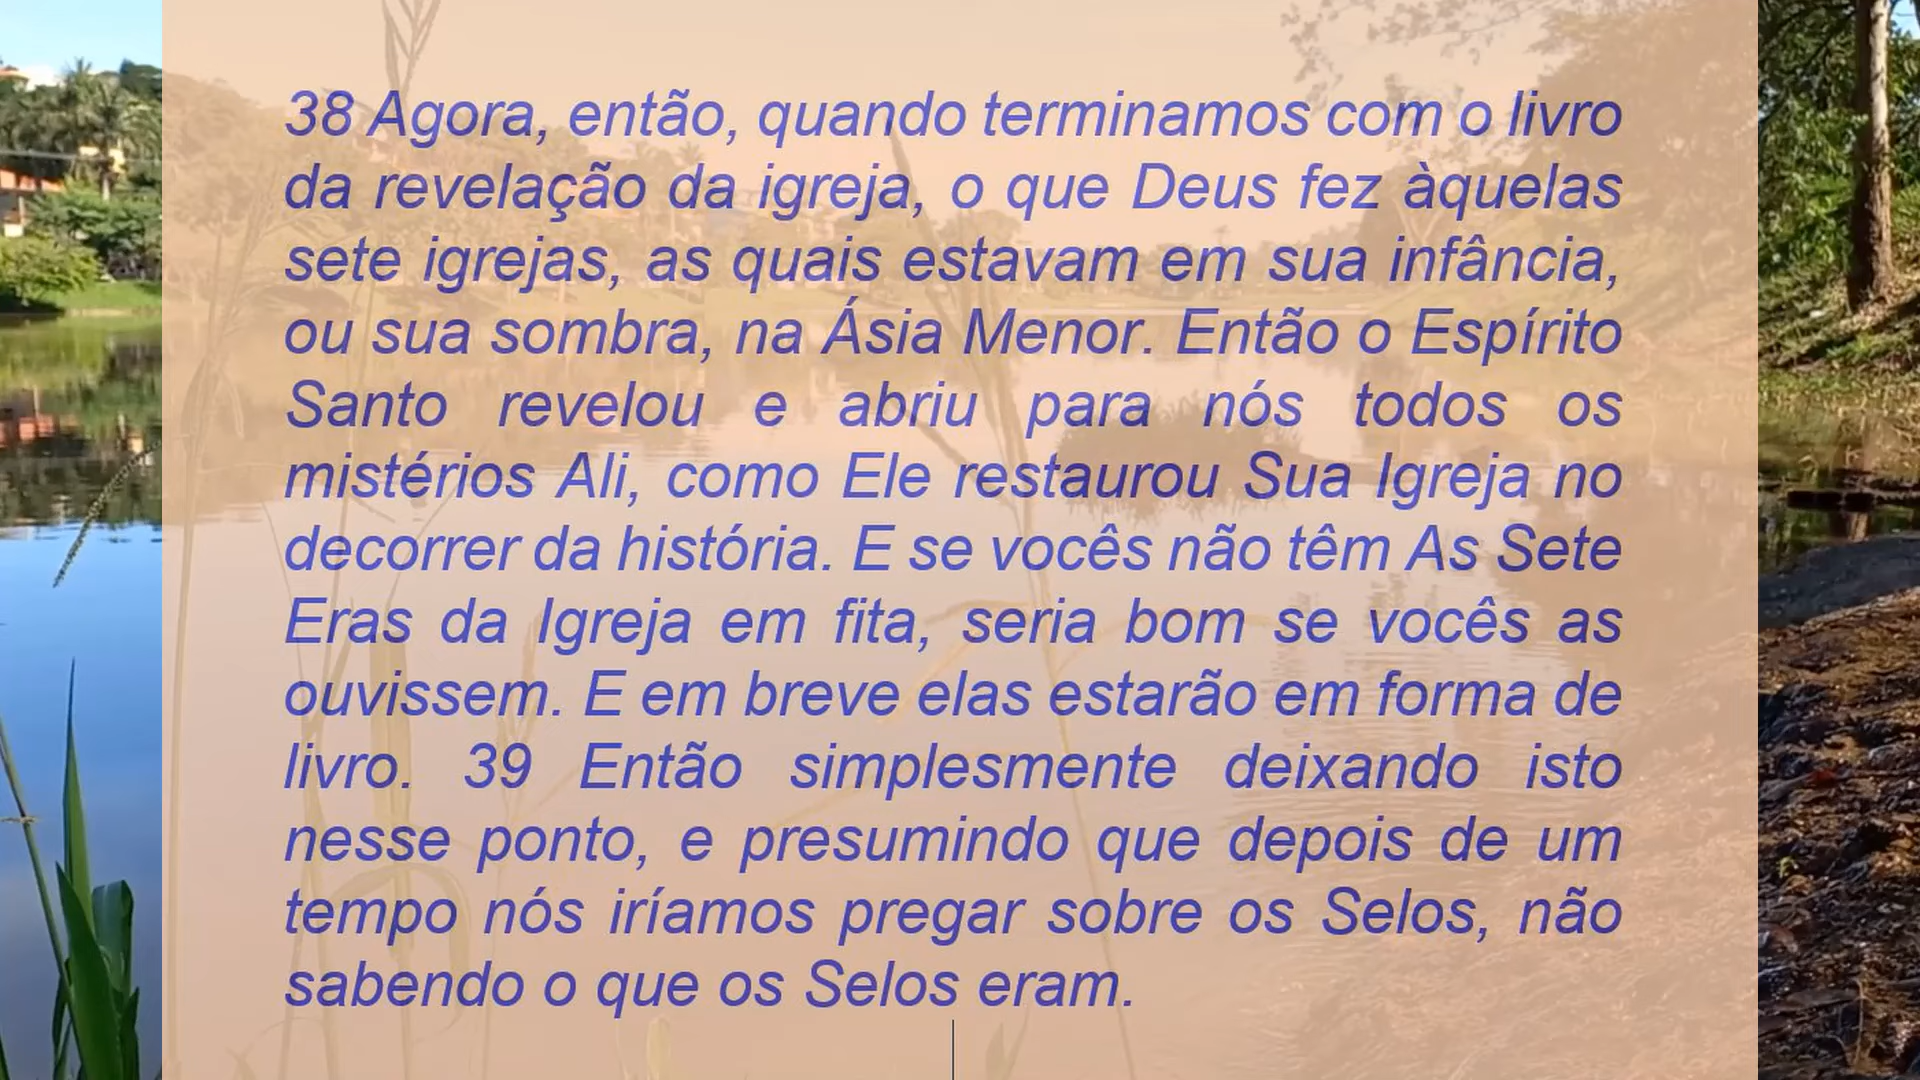 38 Agora, então, quando terminamos com o livro
da revelação da igreja, o que Deus fez àquelas
sete igrejas, as quais estavam em sua infância,
ou sua sombra, na Ásia Menor. Então o Espírito
Santo revelou e abriu para nós todos os
mistérios Ali, como Ele restaurou Sua Igreja no
decorrer da história. E se vocês não têm As Sete
Eras da Igreja em fita, seria bom se vocês as
ouvissem. E em breve elas estarão em forma de
livro. 39 Então simplesmente deixando isto
nesse ponto, e presumindo que depois de um
tempo nós iríamos pregar sobre os Selos, não
sabendo o que os Selos eram.